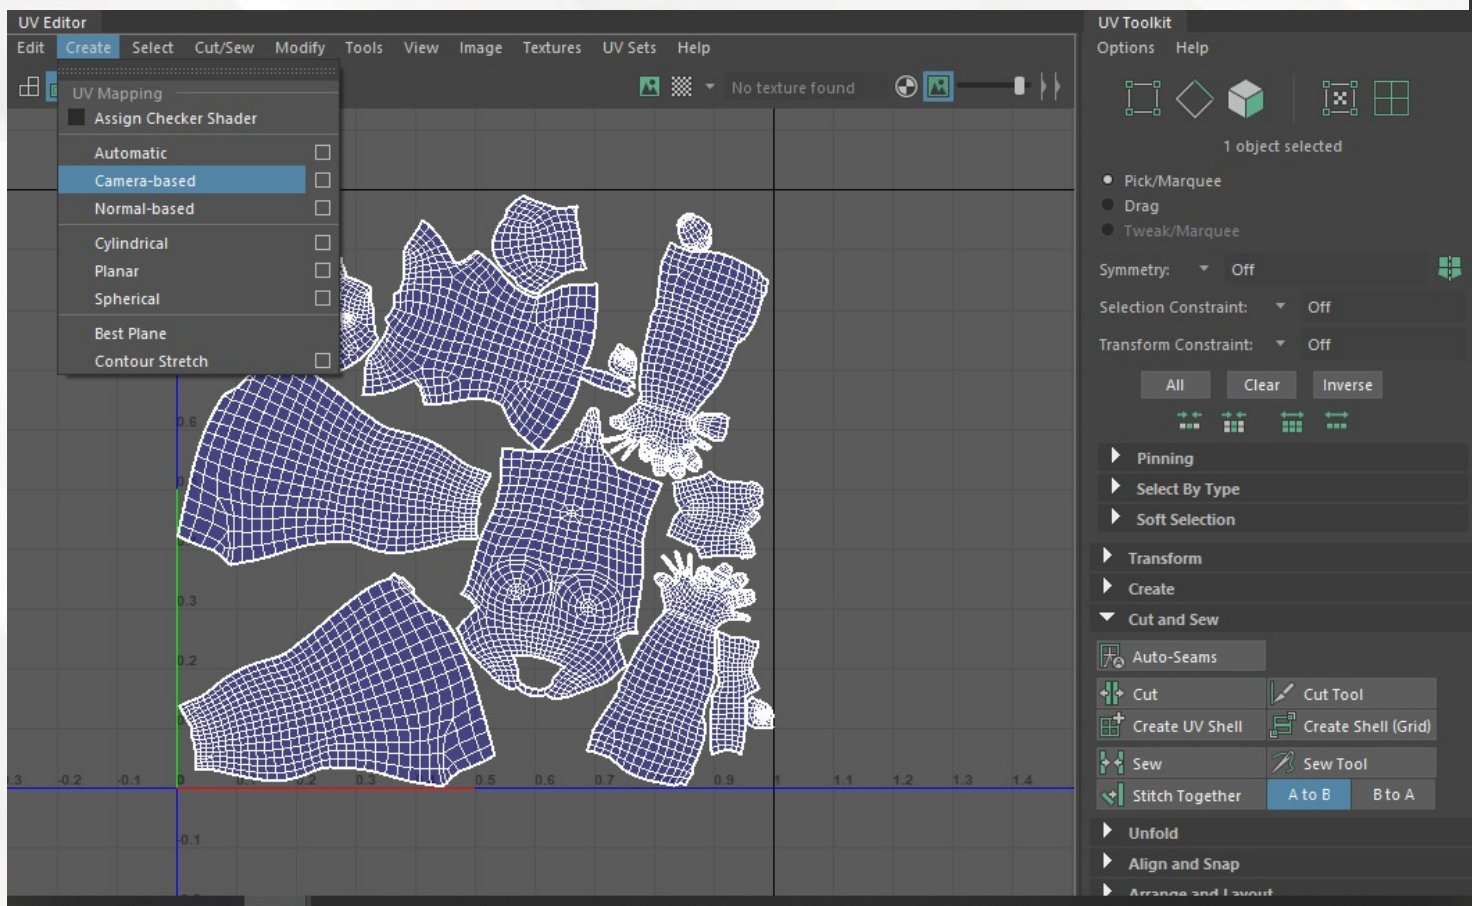 UV Editor
Edit Create Select Cut/Sew Modify Tools View Image Textures UV Sets Help
No texture found
UV Mapping
Assign Checker Shader
Automatic
Camera-based
Normal-based
Cylindrical
Planar
Spherical
Best Plane
Contour Stretch
0.6
0.3
0.2
-0.2 -0.1 0 0.3 0.5 0.6 0.7 0.9 1 1.1 1.2 1.3 1.4
-0.1
UV Toolkit
Options Help
1 object selected
Pick/Marquee
Drag
Tweak/Marquee
Symmetry: Off
Selection Constraint: Off
Transform Constraint: Off
All Clear Inverse
Pinning
Select By Type
Soft Selection
Transform
Create
Cut and Sew
Auto-Seams
Cut Cut Tool
Create UV Shell Create Shell (Grid)
Sew Sew Tool
Stitch Together A to B B to A
Unfold
Align and Snap
Arrange and Layout